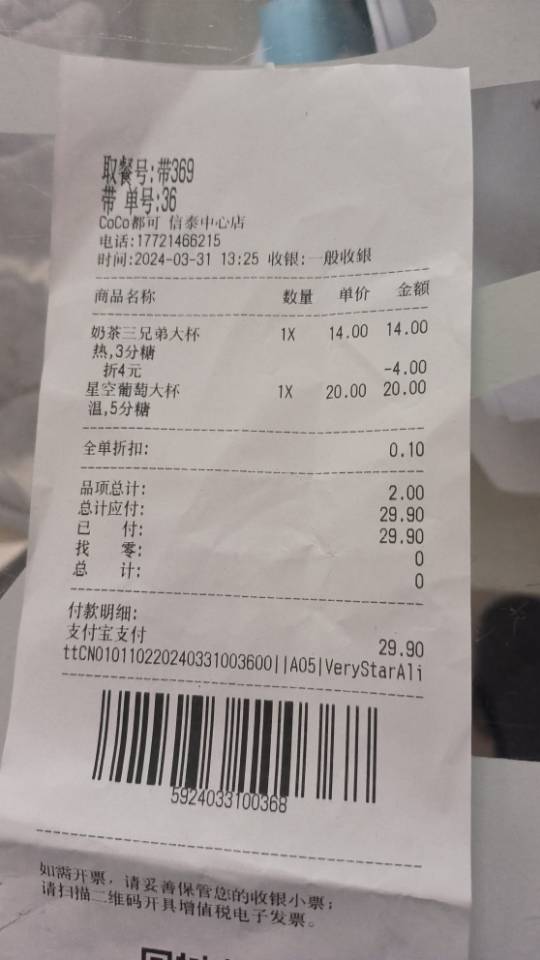 取餐号:带369
带 单号:36
CoCo都可 信泰中心店
电话:17721466215
时间:2024-03-31 13:25 收银:一般收銀
商品名称 数量 单价 金额
奶茶三兄弟大杯 1X 14.00 14.00
热,3分糖
折4元 -4.00
星空葡萄大杯 1X 20.00 20.00
温,5分糖
全单折扣: 0.10
品项总计: 2.00
总计应付: 29.90
已 付: 29.90
找 零: 0
总 计: 0
付款明细:
支付宝支付 29.90
ttCN010110220240331003600||A05|VeryStarAli
5924033100368
如需开票，请妥善保管您的收银小票；
请扫描二维码开具增值税电子发票。